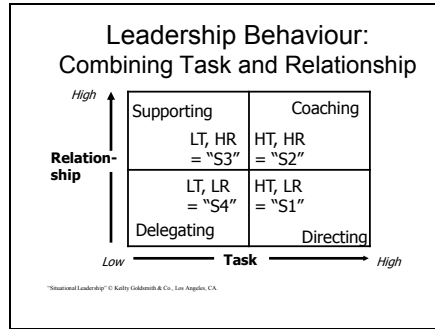 Leadership Behaviour:
Combining Task and Relationship
High
Supporting
Coaching
LT, HR
= “S3”
HT, HR
= “S2”
Relation-
ship
LT, LR
= “S4”
HT, LR
= “S1”
Delegating
Directing
Low
Task
High
"Situational Leadership" © Keilty Goldsmith & Co., Los Angeles, CA.